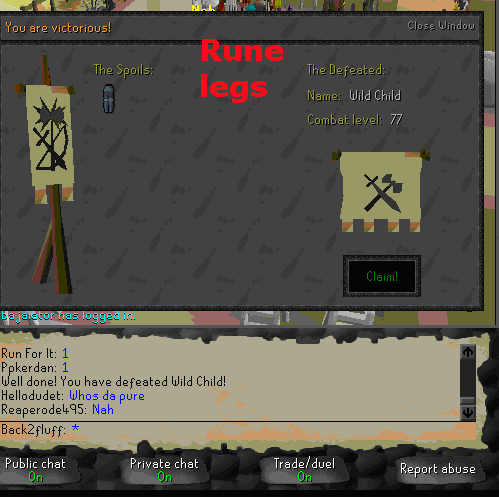 Nah
You are victorious!
Close Window
Rune
legs
The Spoils:
The Defeated:
Name: Wild Child
Combat level: 77
Claim!
Bajalator has logged in.
Run For It: 1
Ppkerdan: 1
Well done! You have defeated Wild Child!
Hellodudet: Whos da pure
Reaperode495: Nah
Back2fluff: *
Public chat
On
Private chat
On
Trade/duel
On
Report abuse